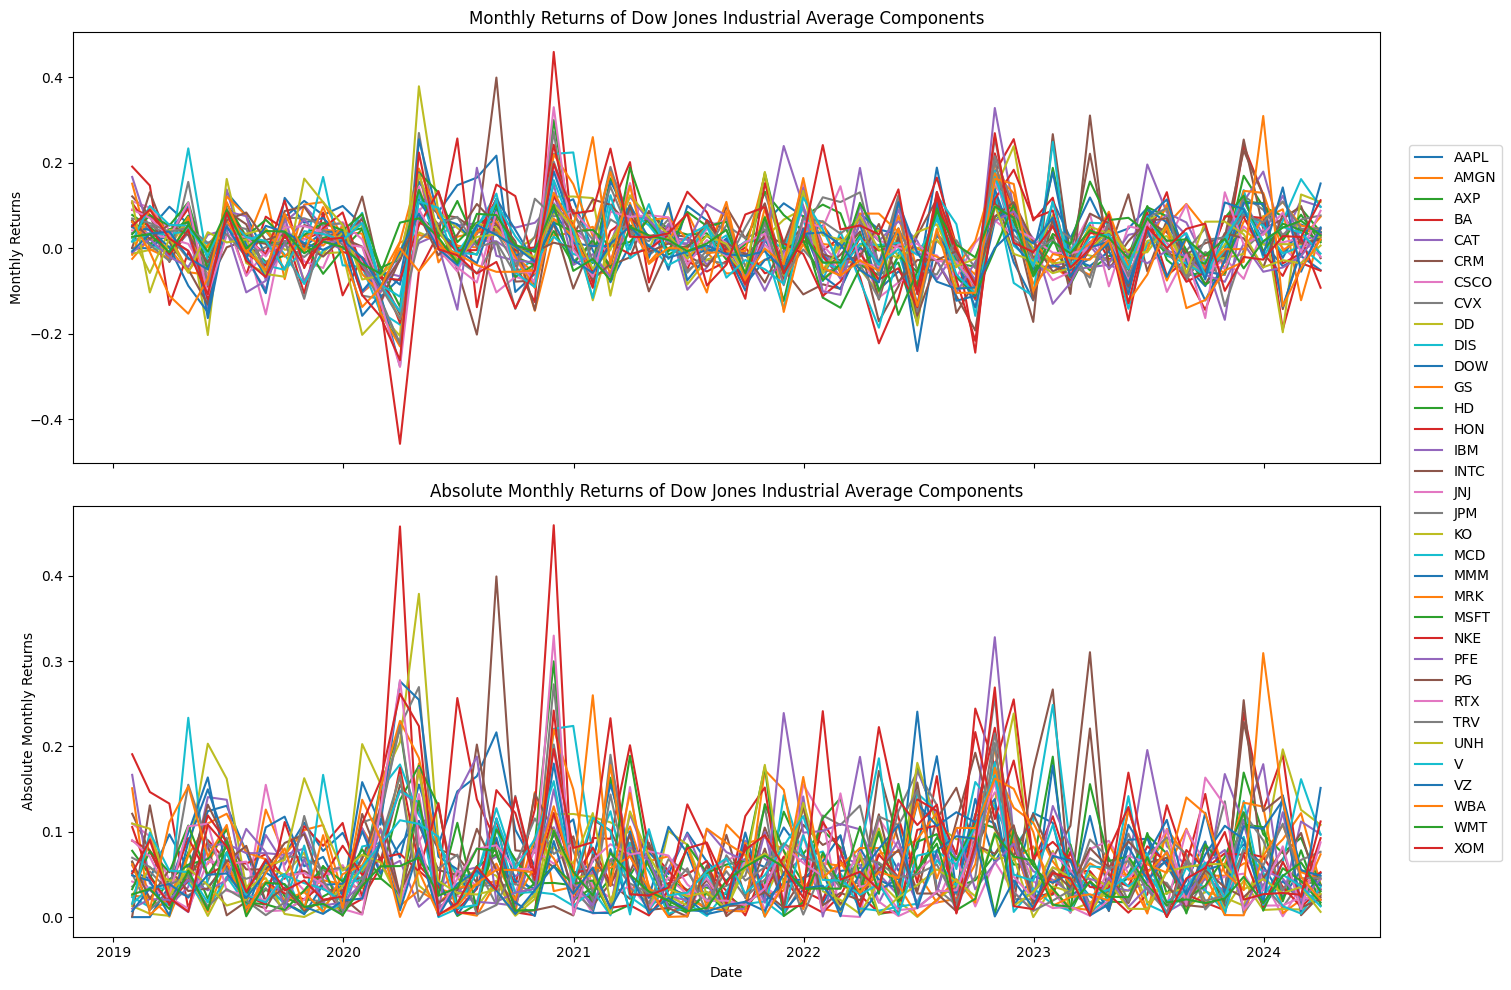 Monthly Returns of Dow Jones Industrial Average Components
Monthly Returns
0.4
0.2
0.0
−0.2
−0.4
Absolute Monthly Returns of Dow Jones Industrial Average Components
Absolute Monthly Returns
0.4
0.3
0.2
0.1
0.0
2019
2020
2021
2022
2023
2024
Date
AAPL
AMGN
AXP
BA
CAT
CRM
CSCO
CVX
DD
DIS
DOW
GS
HD
HON
IBM
INTC
JNJ
JPM
KO
MCD
MMM
MRK
MSFT
NKE
PFE
PG
RTX
TRV
UNH
V
VZ
WBA
WMT
XOM